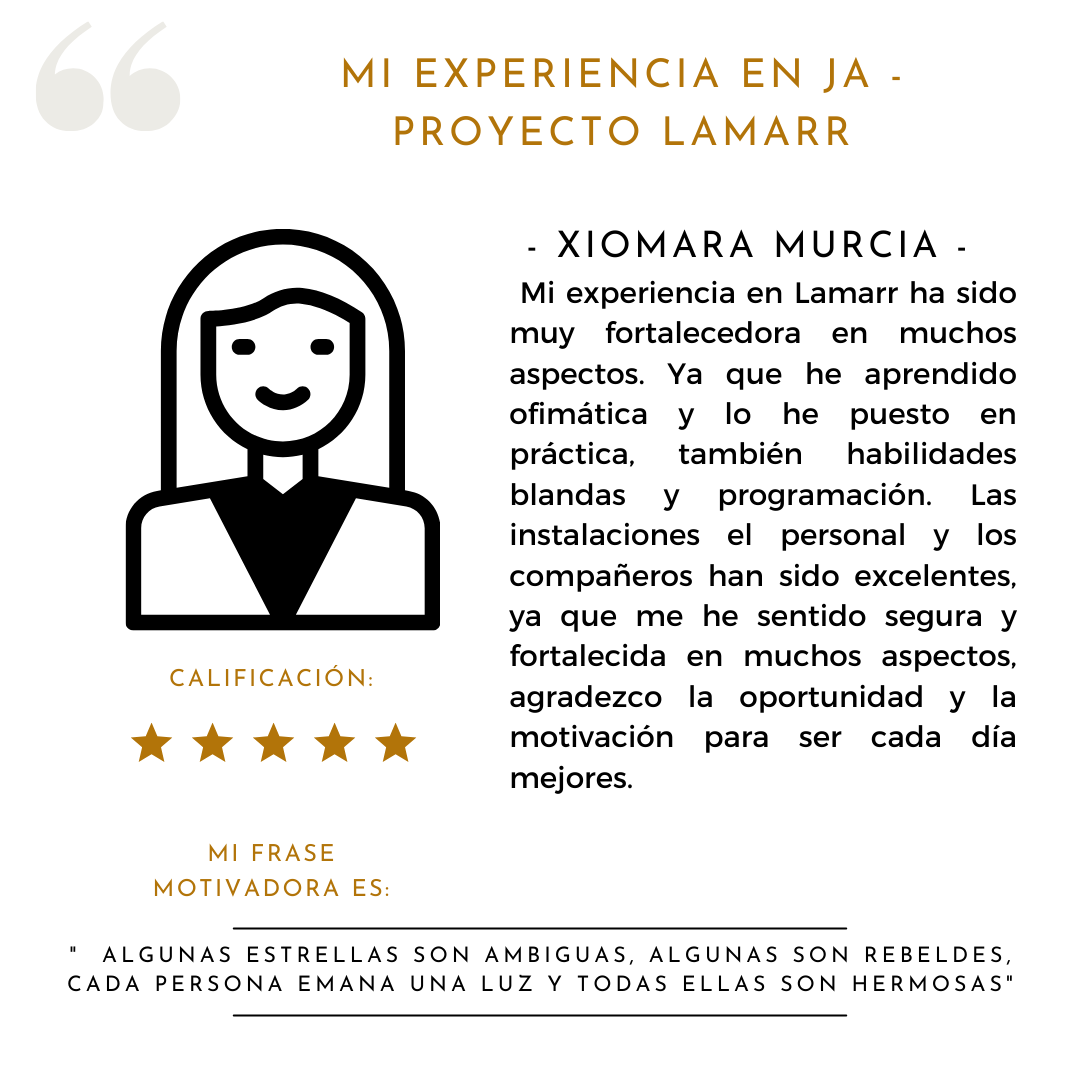 MI EXPERIENCIA EN JA -
PROYECTO LAMARR
- XIOMARA MURCIA -
Mi experiencia en Lamarr ha sido
muy fortalecedora en muchos
aspectos. Ya que he aprendido
ofimática y lo he puesto en
práctica, también habilidades
blandas y programación. Las
instalaciones el personal y los
compañeros han sido excelentes,
ya que me he sentido segura y
fortalecida en muchos aspectos,
agradezco la oportunidad y la
motivación para ser cada día
mejores.
CALIFICACIÓN:
MI FRASE
MOTIVADORA ES:
" ALGUNAS ESTRELLAS SON AMBIGUAS, ALGUNAS SON REBELDES,
CADA PERSONA EMANA UNA LUZ Y TODAS ELLAS SON HERMOSAS"